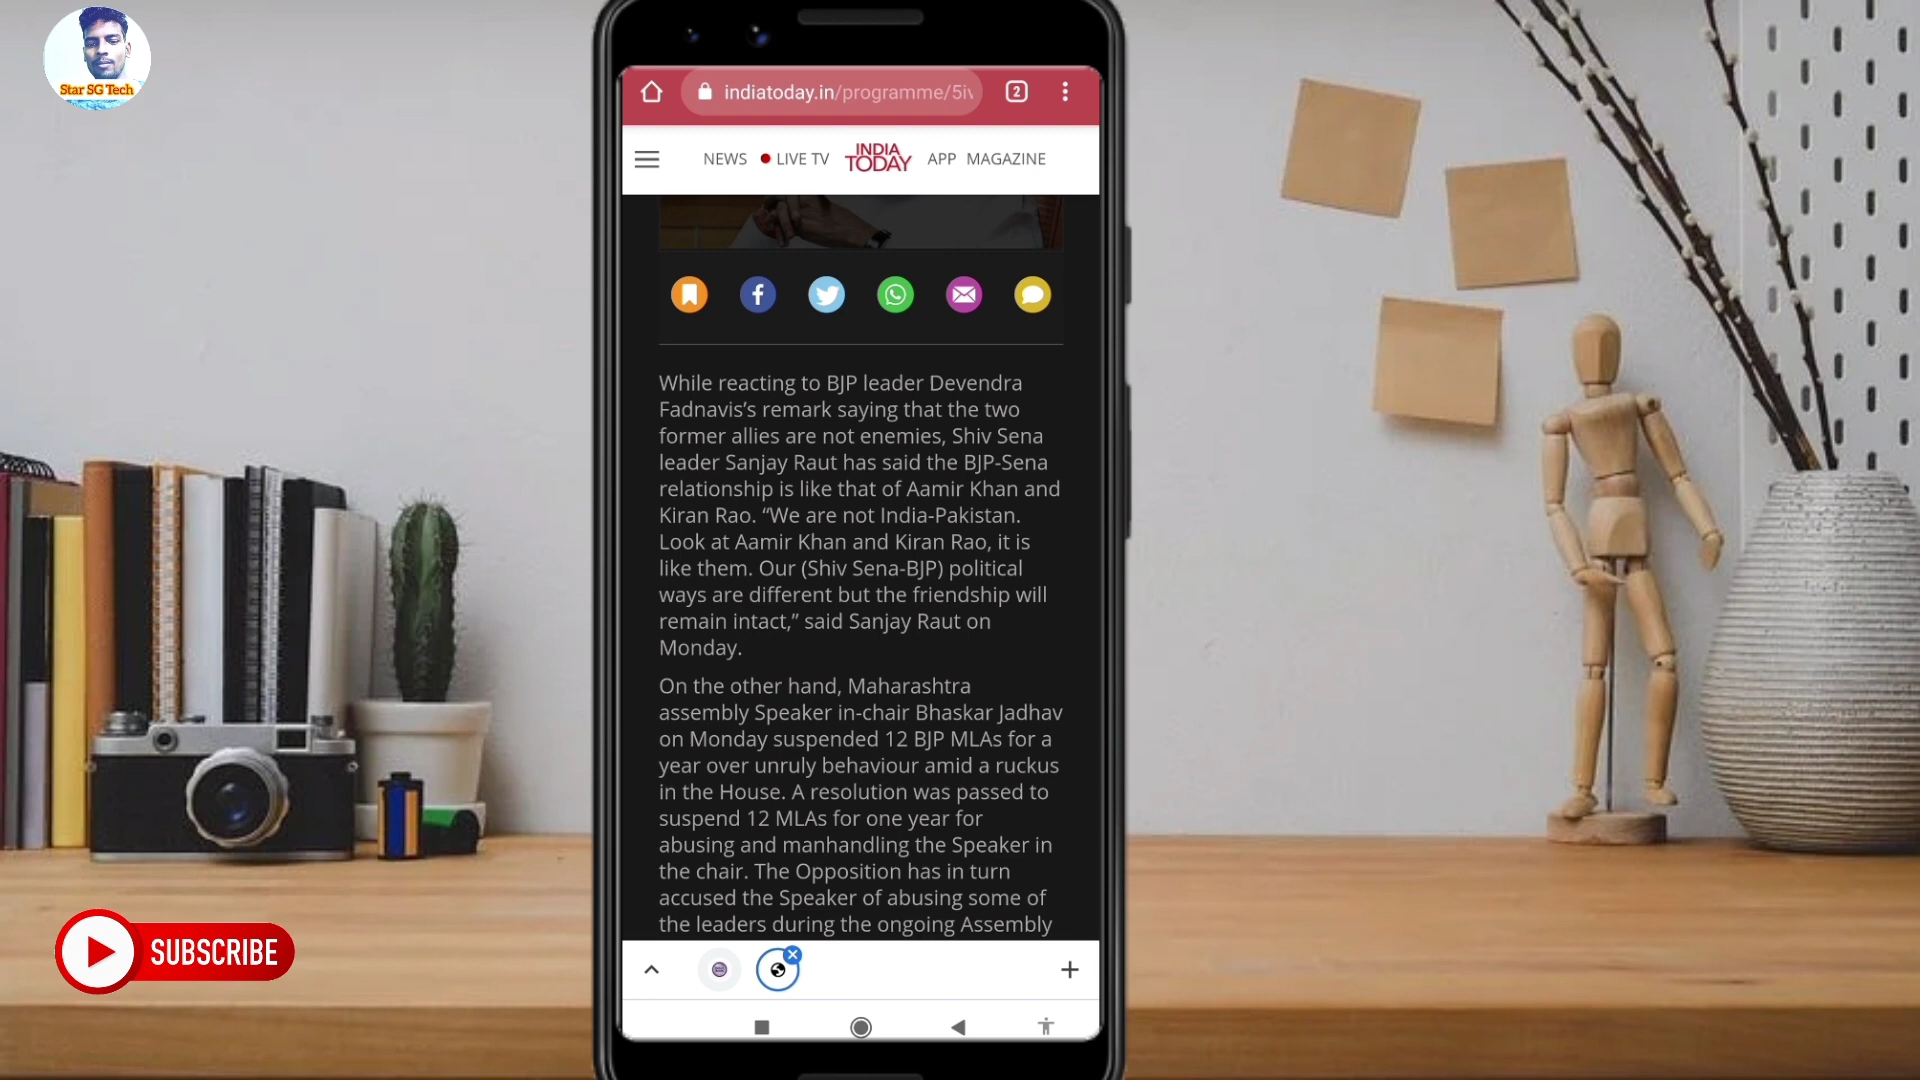 Star SG Tech
indiatoday.in/programme/5iv
2
NEWS LIVE TV INDIA TODAY APP MAGAZINE
While reacting to BJP leader Devendra
Fadnavis’s remark saying that the two
former allies are not enemies, Shiv Sena
leader Sanjay Raut has said the BJP-Sena
relationship is like that of Aamir Khan and
Kiran Rao. “We are not India-Pakistan.
Look at Aamir Khan and Kiran Rao, it is
like them. Our (Shiv Sena-BJP) political
ways are different but the friendship will
remain intact,” said Sanjay Raut on
Monday.
On the other hand, Maharashtra
assembly Speaker in-chair Bhaskar Jadhav
on Monday suspended 12 BJP MLAs for a
year over unruly behaviour amid a ruckus
in the House. A resolution was passed to
suspend 12 MLAs for one year for
abusing and manhandling the Speaker in
the chair. The Opposition has in turn
accused the Speaker of abusing some of
the leaders during the ongoing Assembly
SUBSCRIBE